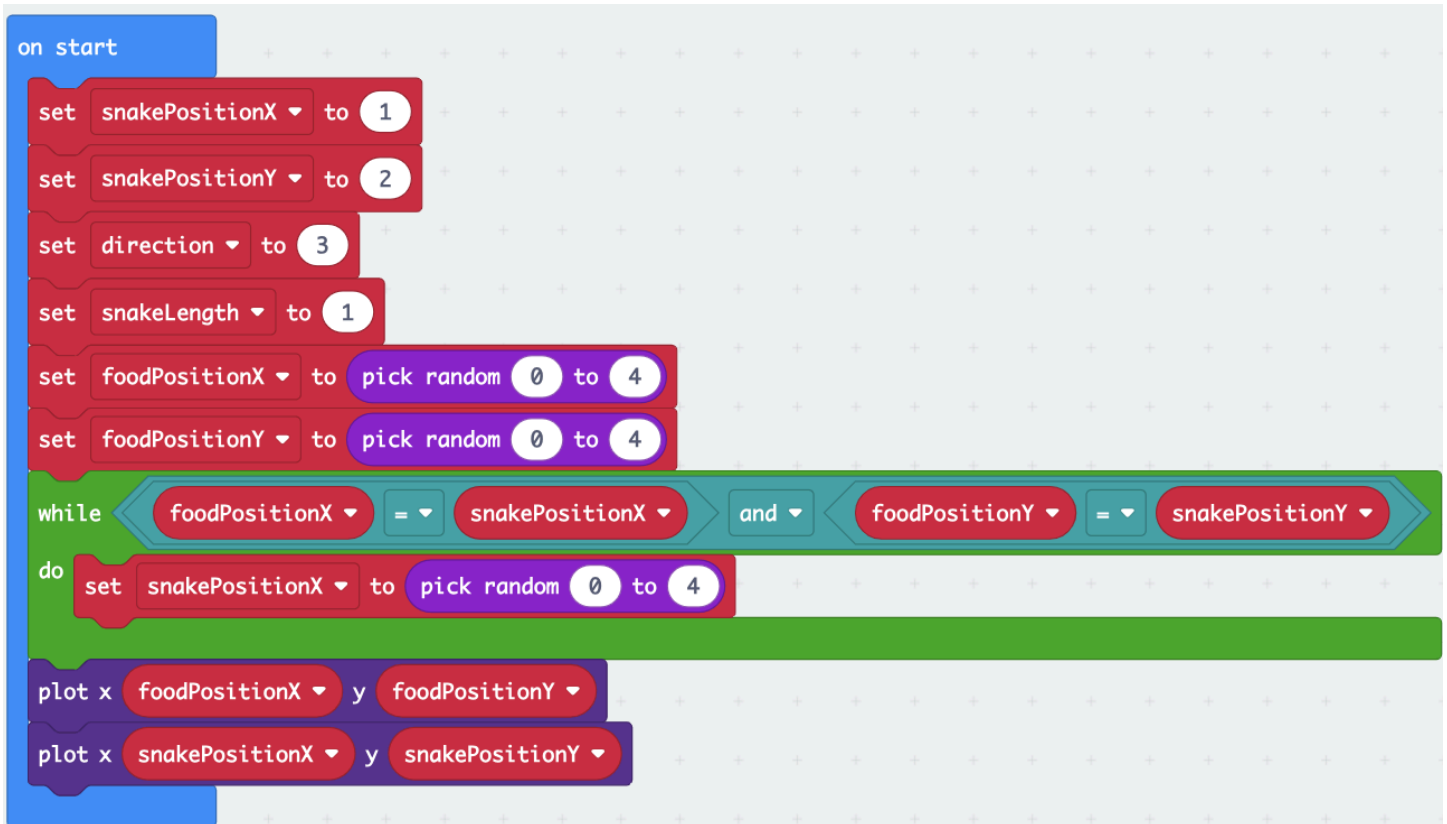 on start
set snakePositionX to 1
set snakePositionY to 2
set direction to 3
set snakeLength to 1
set foodPositionX to pick random 0 to 4
set foodPositionY to pick random 0 to 4
while foodPositionX = snakePositionX and foodPositionY = snakePositionY
do set snakePositionX to pick random 0 to 4
plot x foodPositionX y foodPositionY
plot x snakePositionX y snakePositionY